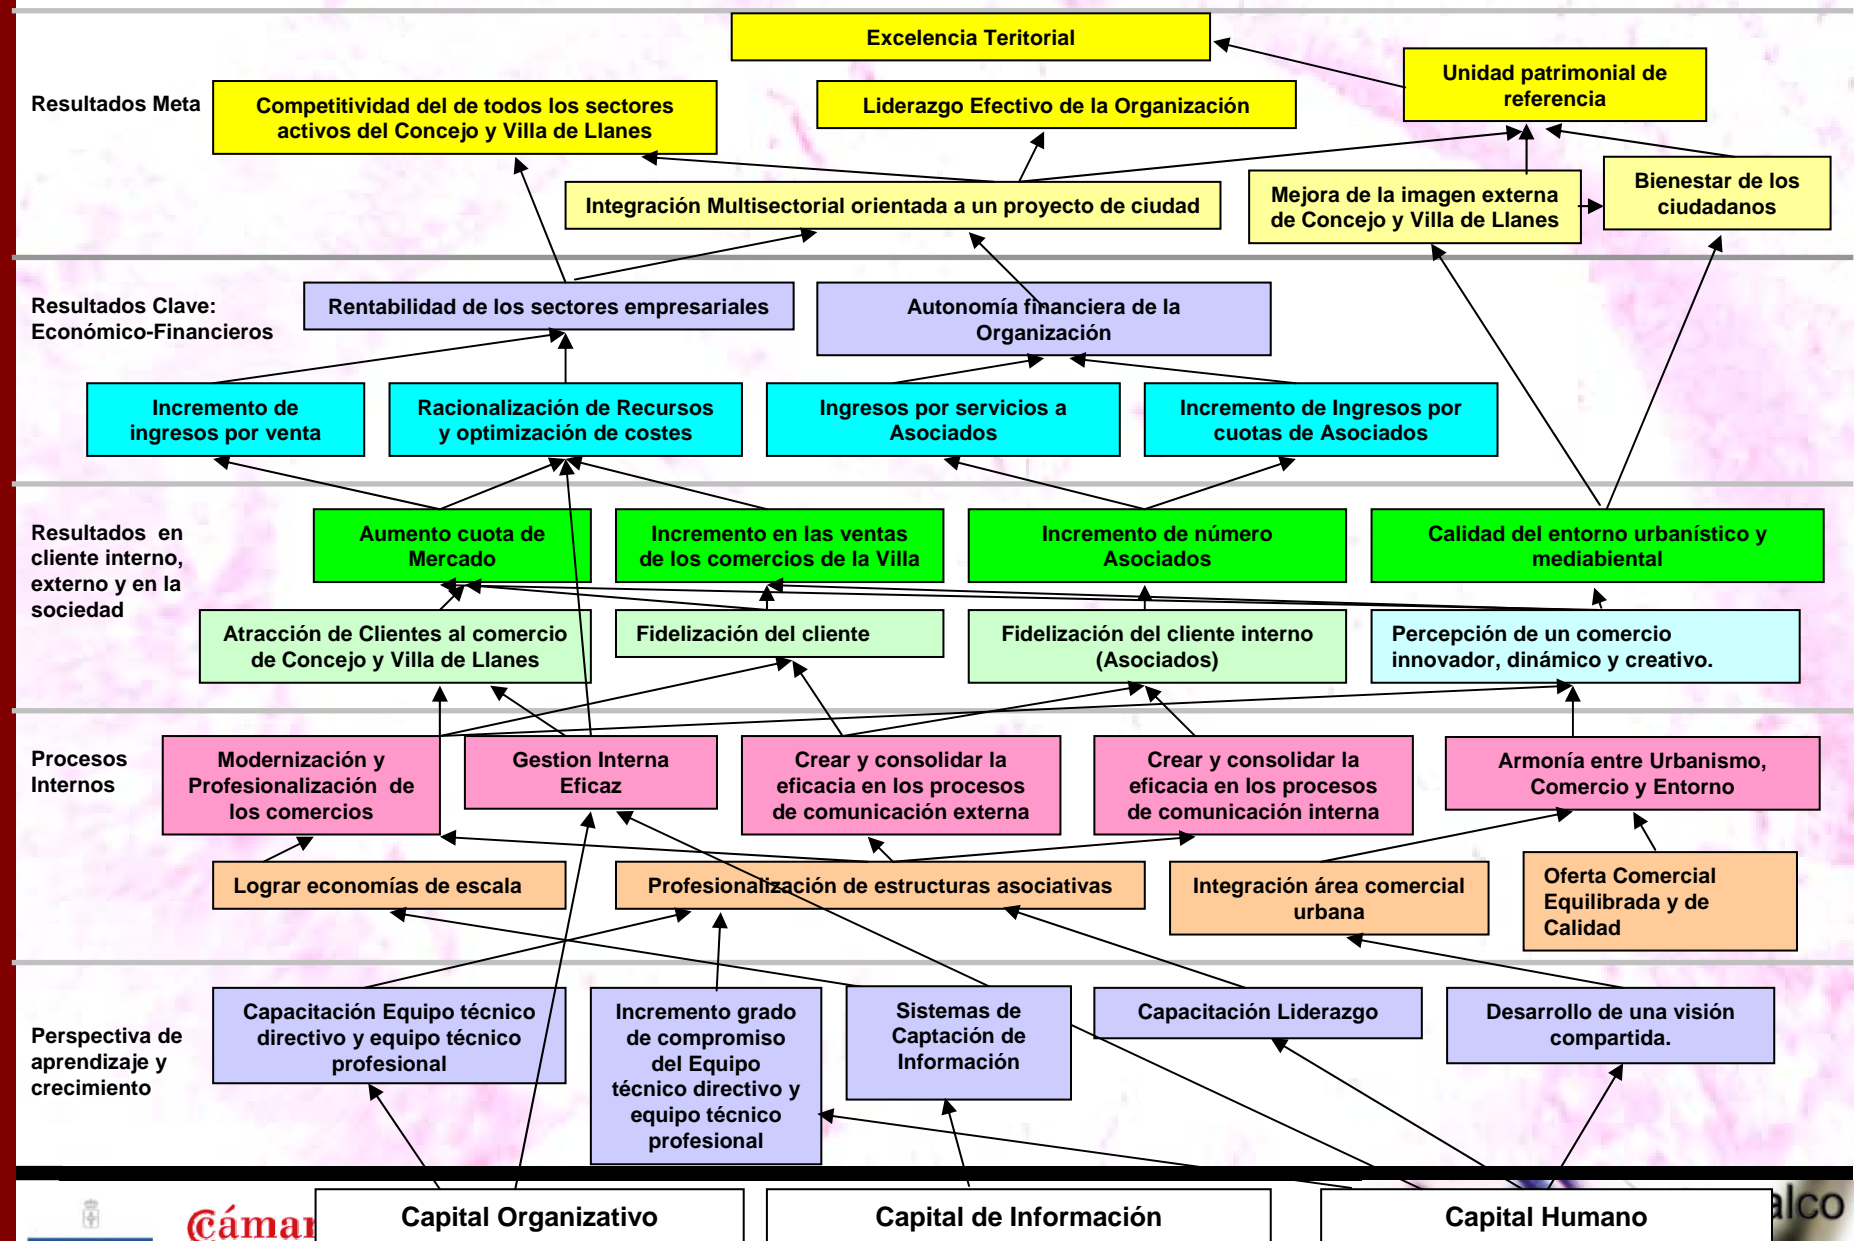 Excelencia Teritorial
Unidad patrimonial de
referencia
Resultados Meta
Competitividad del de todos los sectores
activos del Concejo y Villa de Llanes
Liderazgo Efectivo de la Organización
Integración Multisectorial orientada a un proyecto de ciudad
Mejora de la imagen externa
de Concejo y Villa de Llanes
Bienestar de los
ciudadanos
Resultados Clave:
Económico-Financieros
Rentabilidad de los sectores empresariales
Autonomía financiera de la
Organización
Incremento de
ingresos por venta
Racionalización de Recursos
y optimización de costes
Ingresos por servicios a
Asociados
Incremento de Ingresos por
cuotas de Asociados
Resultados en
cliente interno,
externo y en la
sociedad
Aumento cuota de
Mercado
Incremento en las ventas
de los comercios de la Villa
Incremento de número
Asociados
Calidad del entorno urbanístico y
mediabiental
Atracción de Clientes al comercio
de Concejo y Villa de Llanes
Fidelización del cliente
Fidelización del cliente interno
(Asociados)
Percepción de un comercio
innovador, dinámico y creativo.
Procesos
Internos
Modernización y
Profesionalización de
los comercios
Gestion Interna
Eficaz
Crear y consolidar la
eficacia en los procesos
de comunicación externa
Crear y consolidar la
eficacia en los procesos
de comunicación interna
Armonía entre Urbanismo,
Comercio y Entorno
Lograr economías de escala
Profesionalización de estructuras asociativas
Integración área comercial
urbana
Oferta Comercial
Equilibrada y de
Calidad
Perspectiva de
aprendizaje y
crecimiento
Capacitación Equipo técnico
directivo y equipo técnico
profesional
Incremento grado
de compromiso
del Equipo
técnico directivo y
equipo técnico
profesional
Sistemas de
Captación de
Información
Capacitación Liderazgo
Desarrollo de una visión
compartida.
Cámar
Capital Organizativo
Capital de Información
Capital Humano
alco